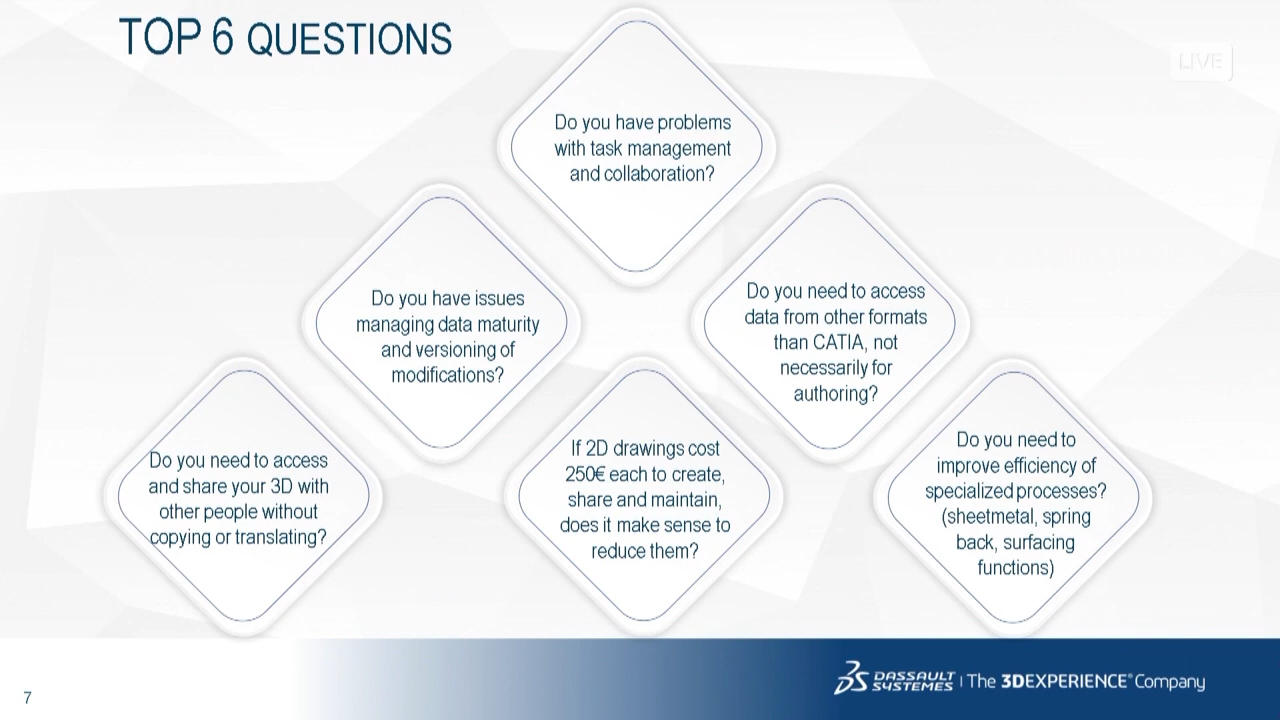 TOP 6 QUESTIONS
LIVE
Do you have problems
with task management
and collaboration?
Do you have issues
managing data maturity
and versioning of
modifications?
Do you need to access
data from other formats
than CATIA, not
necessarily for
authoring?
Do you need to access
and share your 3D with
other people without
copying or translating?
If 2D drawings cost
250€ each to create,
share and maintain,
does it make sense to
reduce them?
Do you need to
improve efficiency of
specialized processes?
(sheetmetal, spring
back, surfacing
functions)
DASSAULT
SYSTEMES | The 3DEXPERIENCE® Company
7